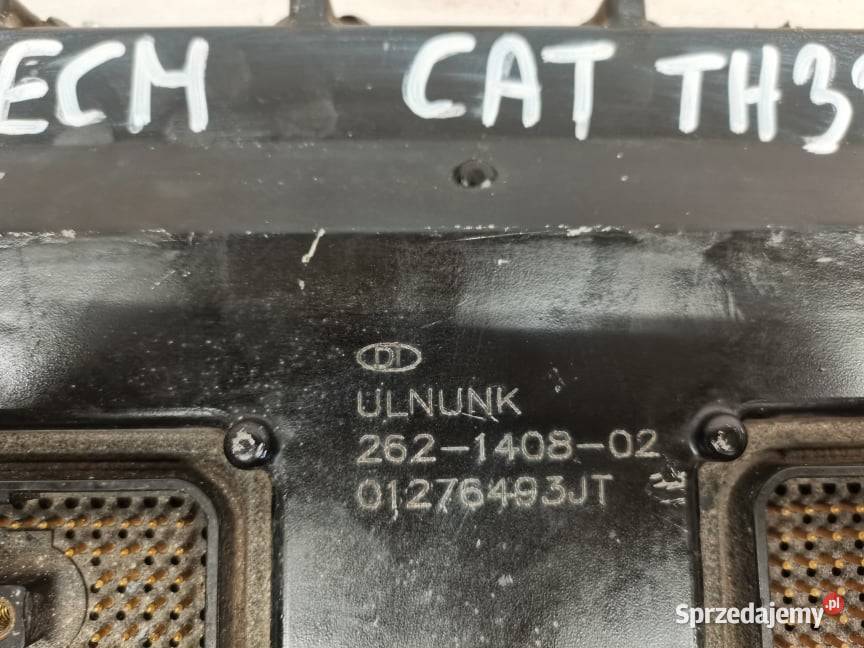 ECM CAT TH3
DI
ULNUNK
262-1408-02
01276493JT
Sprzedajemy.pl